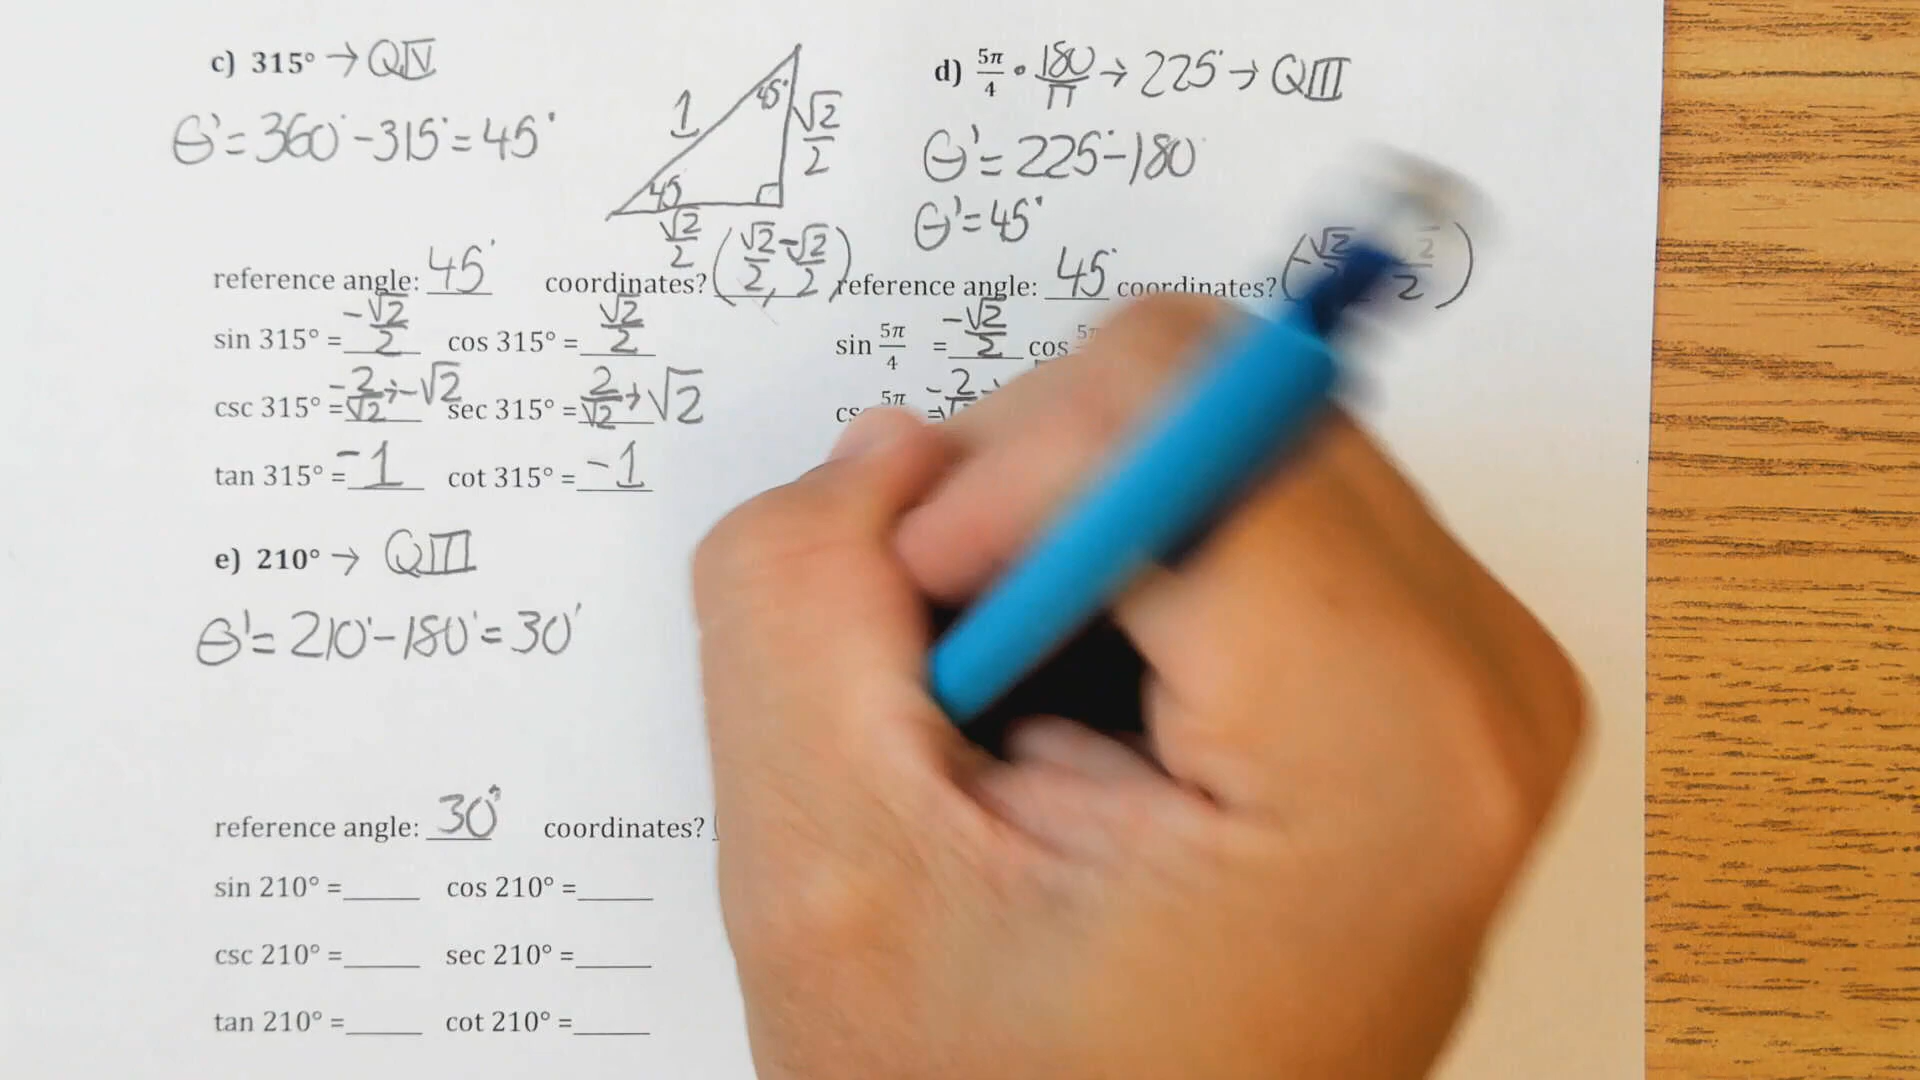 c) 315° → QIV
θ' = 360° - 315° = 45°
1
45°
√2/2
45
√2/2
reference angle: 45° coordinates? (√2/2, -√2/2)
sin 315° = -√2/2 cos 315° = √2/2
csc 315° = -2/√2 → -√2 sec 315° = 2/√2 → √2
tan 315° = -1 cot 315° = -1
d) 5π/4 • 180/π → 225° → QIII
θ' = 225° - 180
θ' = 45°
reference angle: 45° coordinates?
sin 5π/4 = -√2/2 cos
5π
e) 210° → QIII
θ' = 210° - 180° = 30°
reference angle: 30° coordinates?
sin 210° = cos 210° =
csc 210° = sec 210° =
tan 210° = cot 210° =